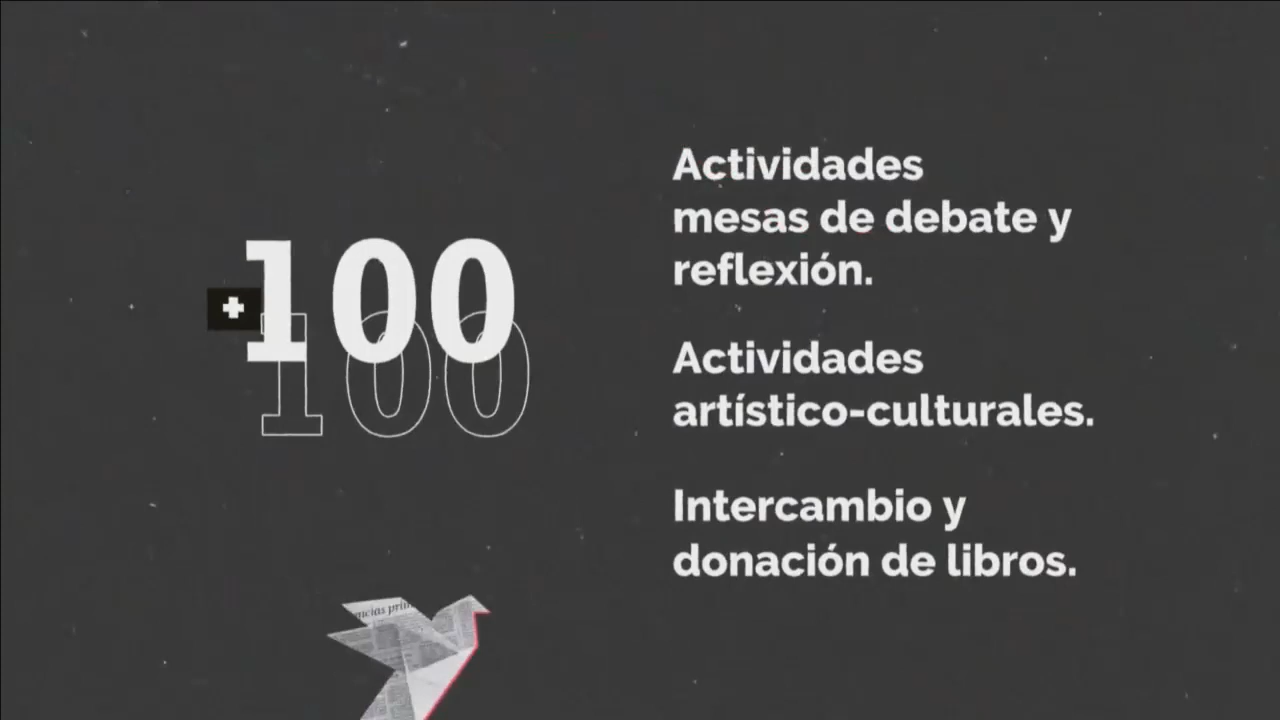 +100
100
Actividades
mesas de debate y
reflexión.
Actividades
artístico-culturales.
Intercambio y
donación de libros.